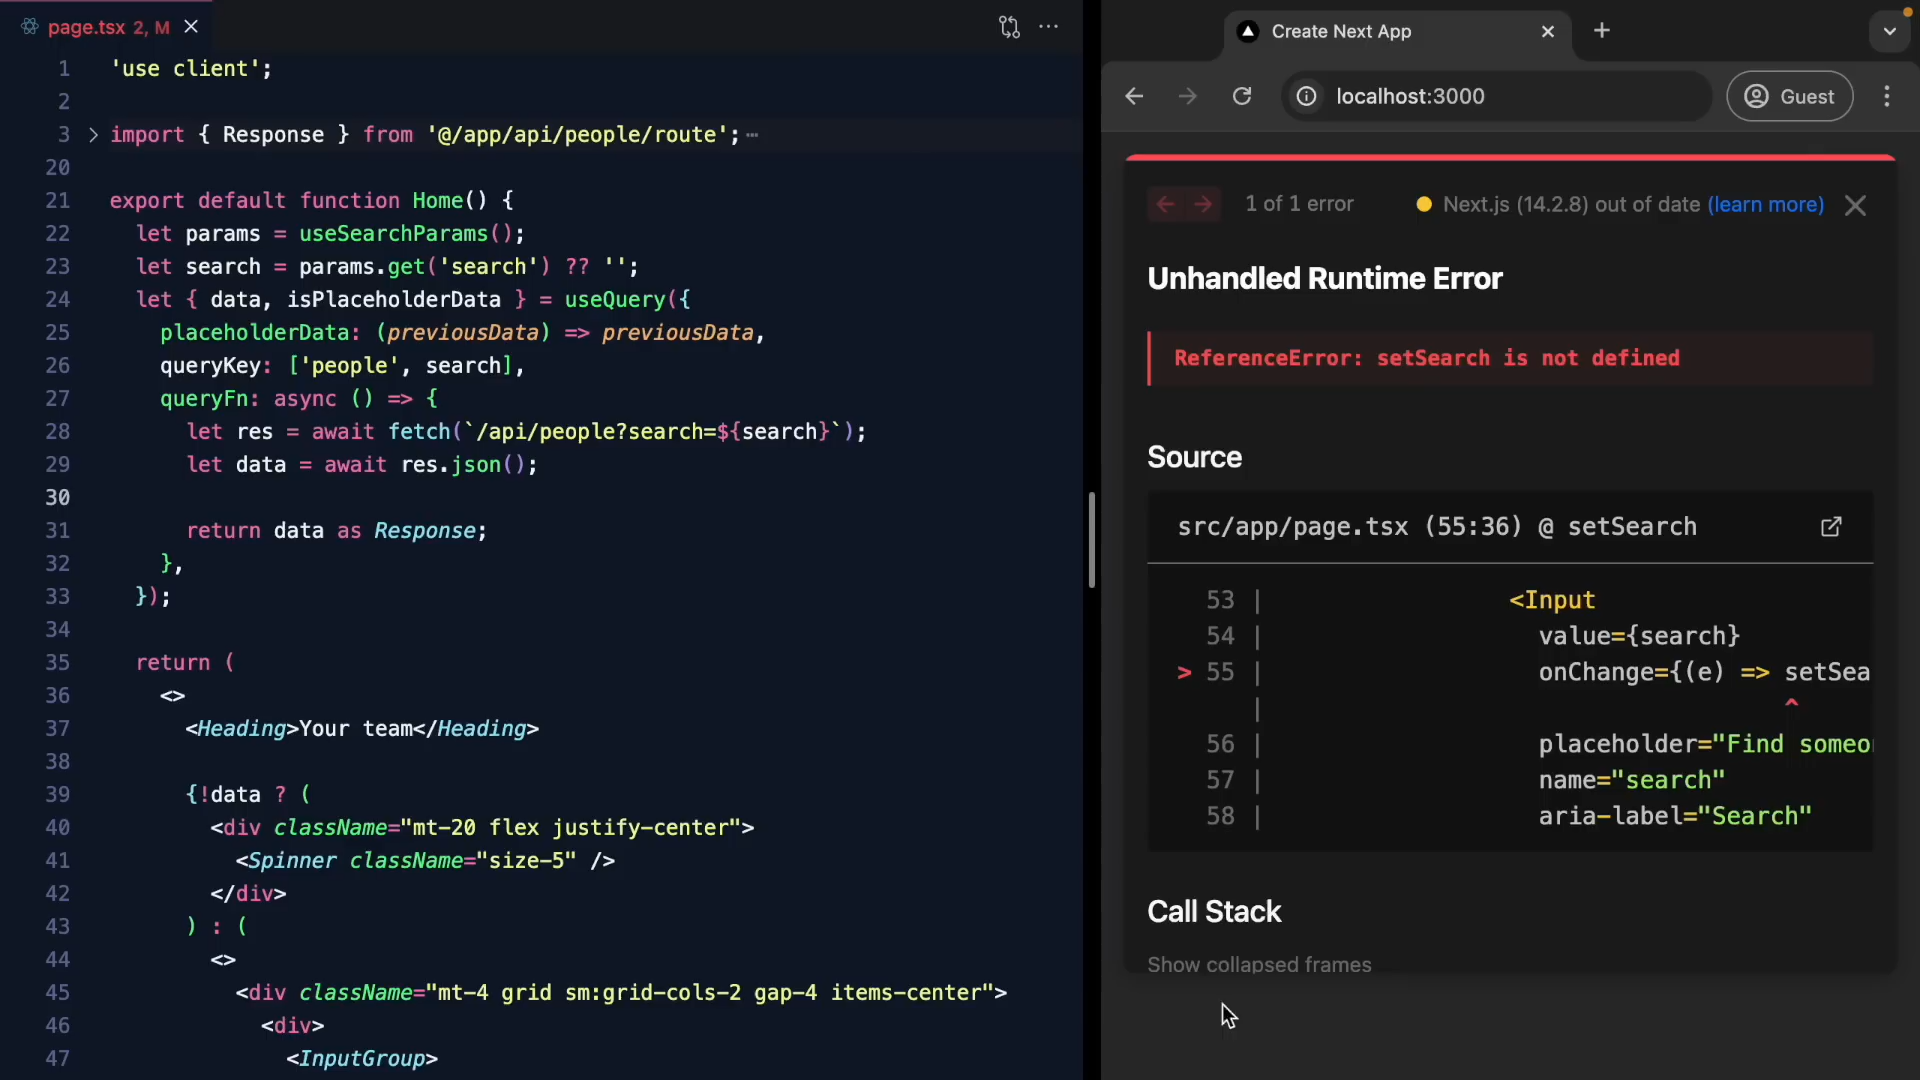 page.tsx 2, M
1 'use client';
2
3 import { Response } from '@/app/api/people/route';
20
21 export default function Home() {
22 let params = useSearchParams();
23 let search = params.get('search') ?? '';
24 let { data, isPlaceholderData } = useQuery({
25 placeholderData: (previousData) => previousData,
26 queryKey: ['people', search],
27 queryFn: async () => {
28 let res = await fetch(`/api/people?search=${search}`);
29 let data = await res.json();
30
31 return data as Response;
32 },
33 });
34
35 return (
36 <>
37 <Heading>Your team</Heading>
38
39 {!data ? (
40 <div className="mt-20 flex justify-center">
41 <Spinner className="size-5" />
42 </div>
43 ) : (
44 <>
45 <div className="mt-4 grid sm:grid-cols-2 gap-4 items-center">
46 <div>
47 <InputGroup>
Create Next App
localhost:3000
Guest
1 of 1 error
Next.js (14.2.8) out of date (learn more)
Unhandled Runtime Error
ReferenceError: setSearch is not defined
Source
src/app/page.tsx (55:36) @ setSearch
53 | <Input
54 | value={search}
> 55 | onChange={(e) => setSea
| ^
56 | placeholder="Find someo
57 | name="search"
58 | aria-label="Search"
Call Stack
Show collapsed frames